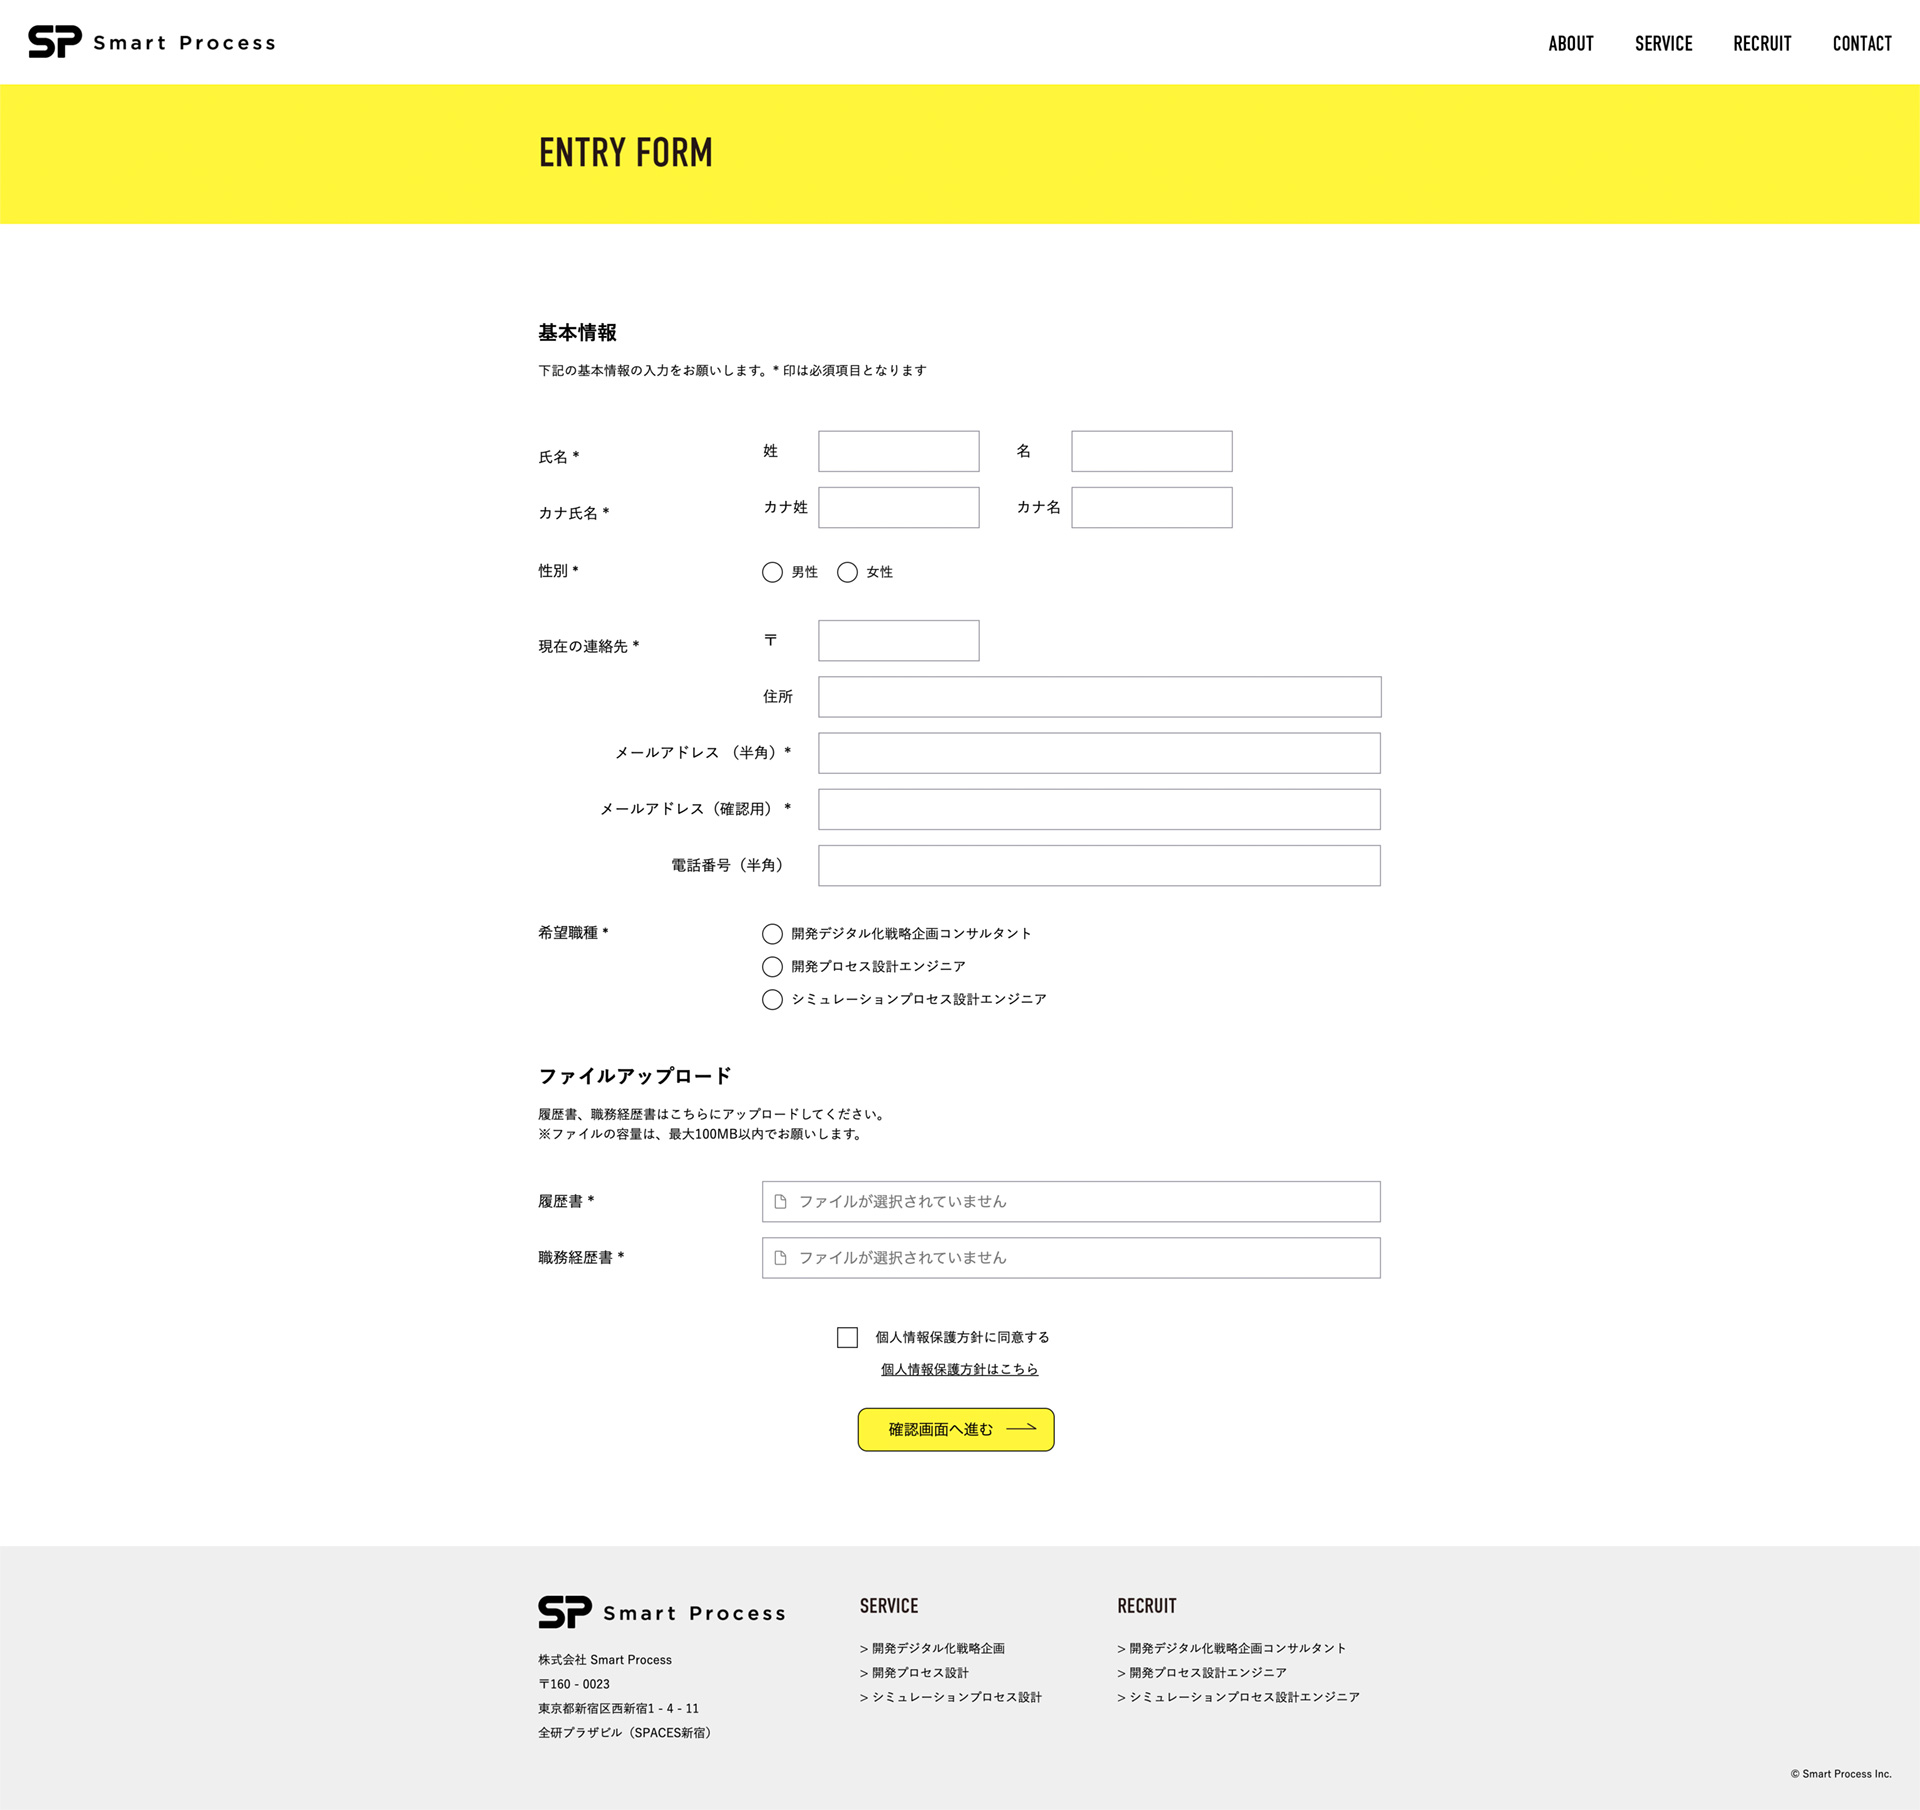 SP Smart Process
ABOUT SERVICE RECRUIT CONTACT
ENTRY FORM
基本情報
下記の基本情報の入力をお願いします。* 印は必須項目となります
氏名 * 姓 名
カナ氏名 * カナ姓 カナ名
性別 * 男性 女性
現在の連絡先 * 〒
住所
メールアドレス （半角）*
メールアドレス（確認用） *
電話番号（半角）
希望職種 * 開発デジタル化戦略企画コンサルタント
開発プロセス設計エンジニア
シミュレーションプロセス設計エンジニア
ファイルアップロード
履歴書、職務経歴書はこちらにアップロードしてください。
※ファイルの容量は、最大100MB以内でお願いします。
履歴書 * ファイルが選択されていません
職務経歴書 * ファイルが選択されていません
個人情報保護方針に同意する
個人情報保護方針はこちら
確認画面へ進む
SP Smart Process
株式会社 Smart Process
〒160 - 0023
東京都新宿区西新宿1 - 4 - 11
全研プラザビル（SPACES新宿）
SERVICE
> 開発デジタル化戦略企画
> 開発プロセス設計
> シミュレーションプロセス設計
RECRUIT
> 開発デジタル化戦略企画コンサルタント
> 開発プロセス設計エンジニア
> シミュレーションプロセス設計エンジニア
© Smart Process Inc.